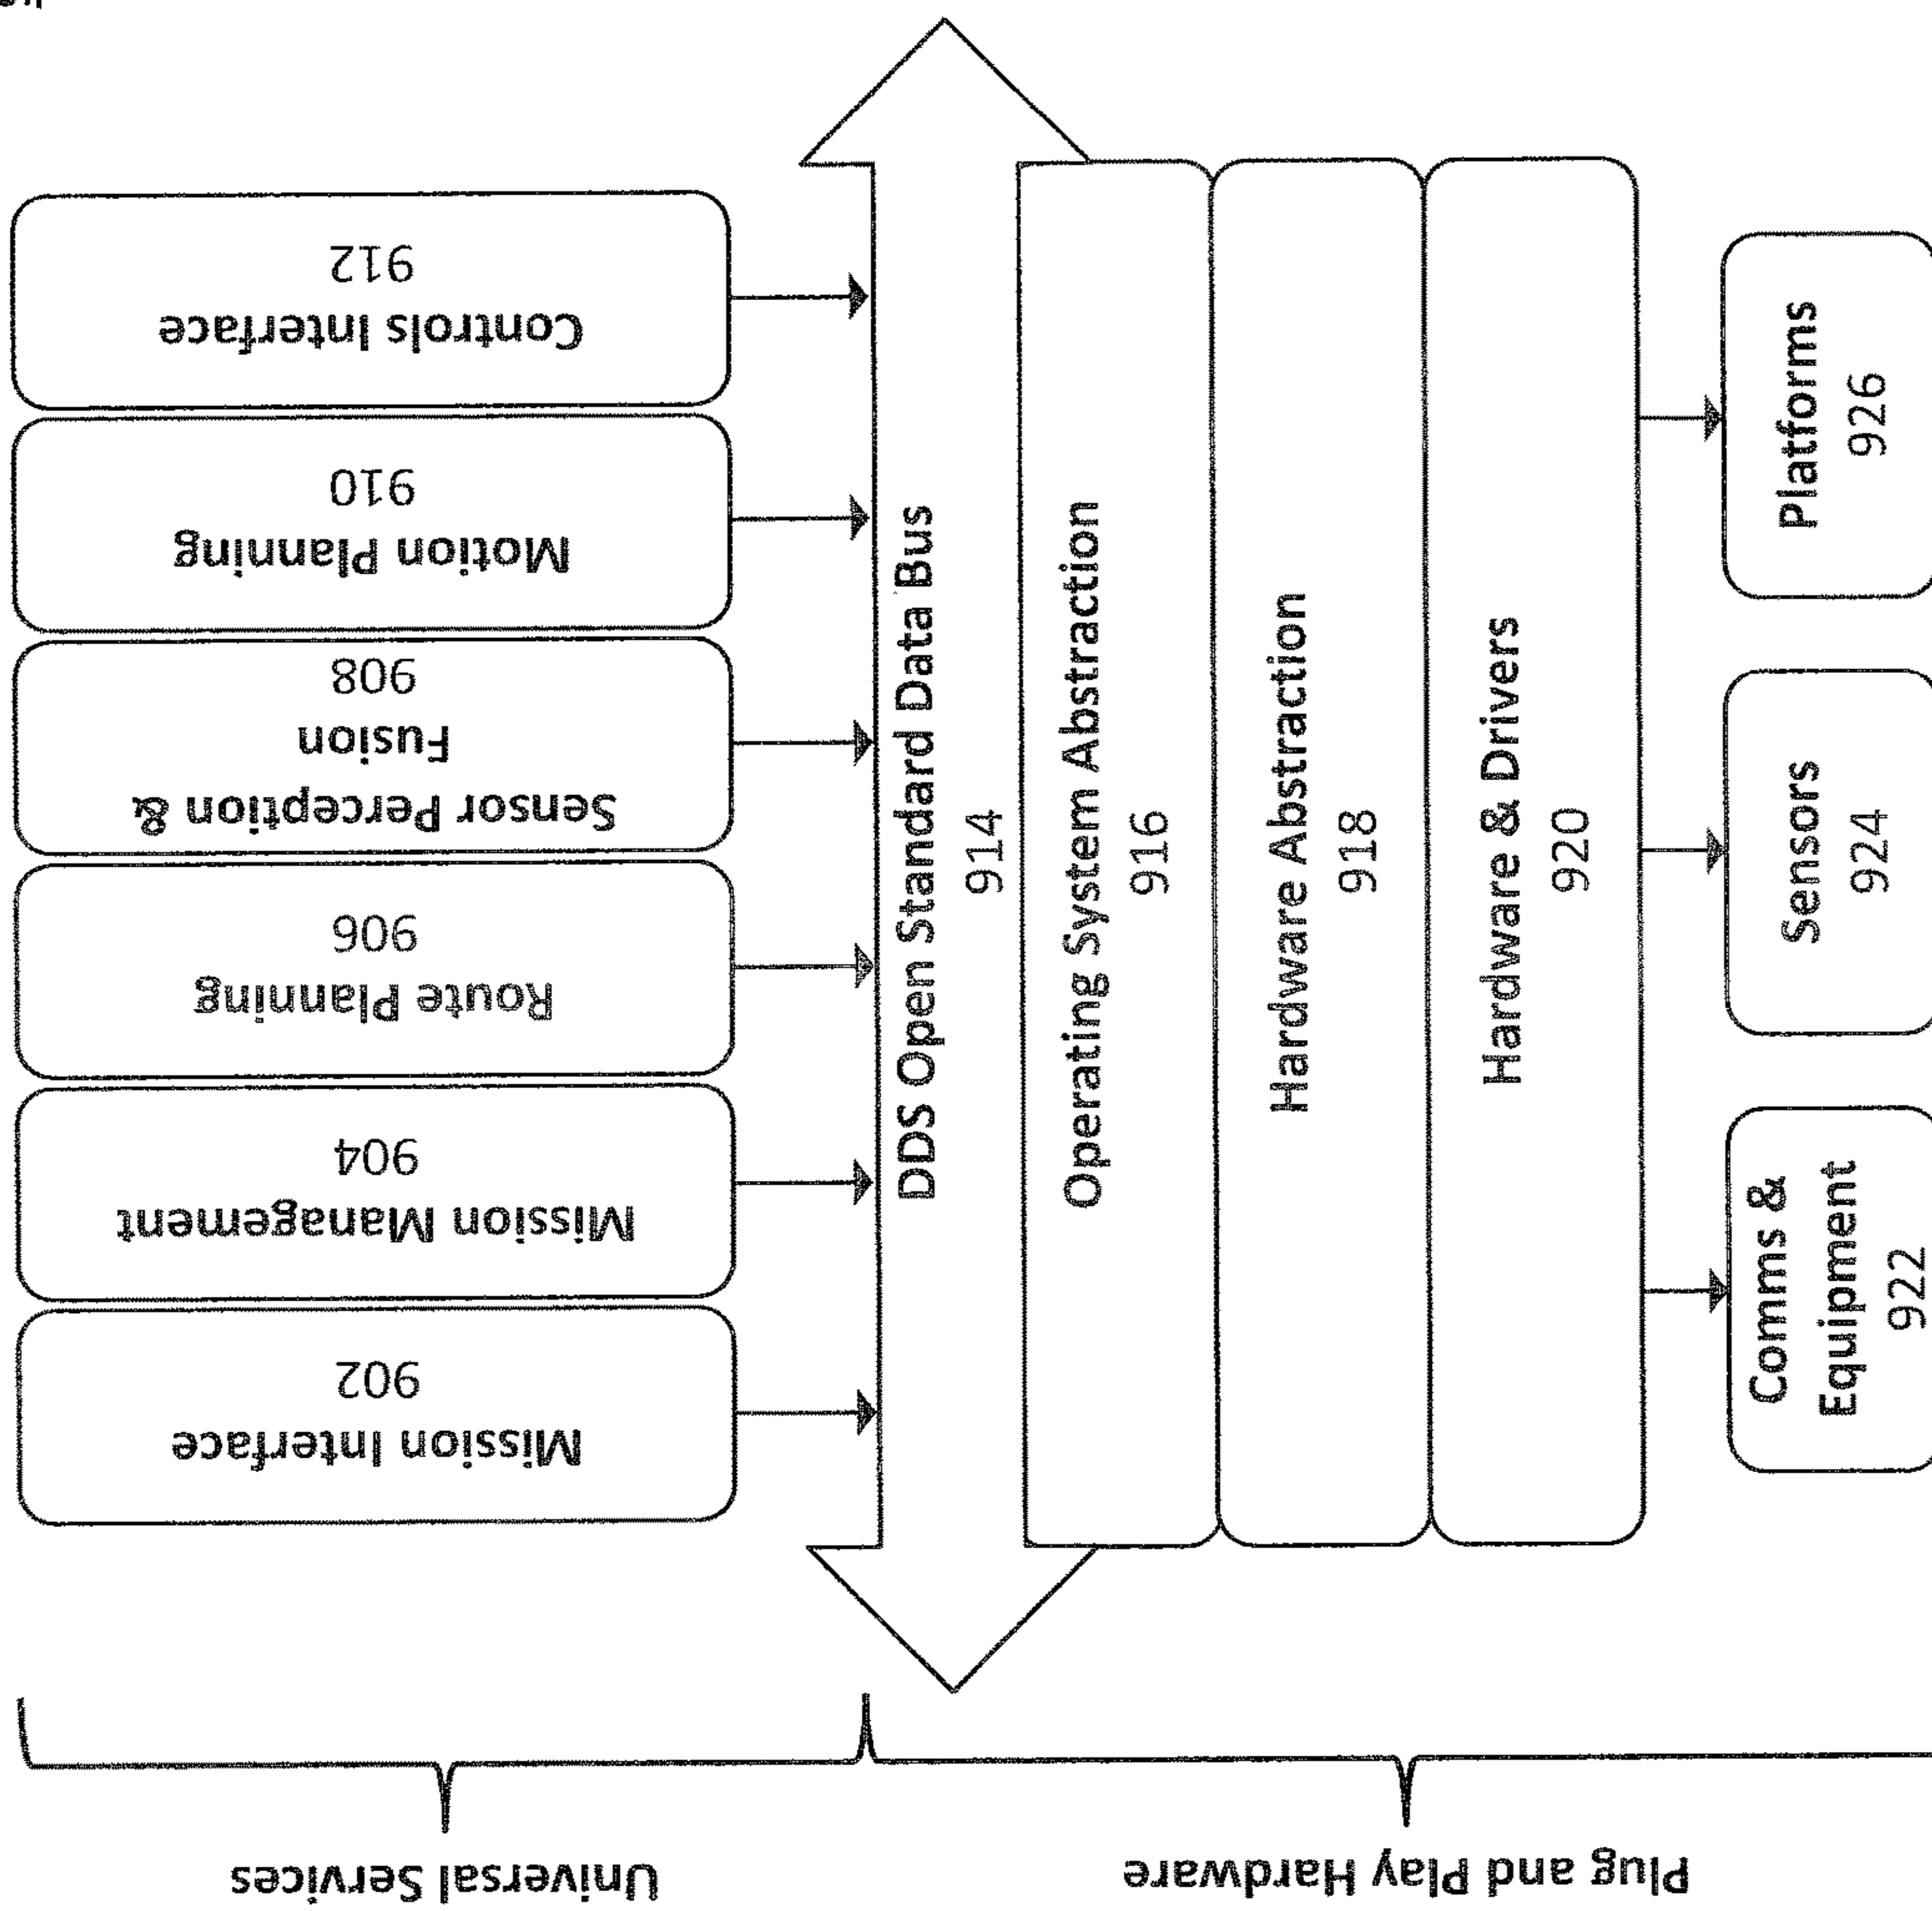 Universal Services
Mission Interface
902
Mission Management
904
Route Planning
906
Sensor Perception &
Fusion
908
Motion Planning
910
Controls Interface
912
Plug and Play Hardware
DDS Open Standard Data Bus
914
Operating System Abstraction
916
Hardware Abstraction
918
Hardware & Drivers
920
Comms &
Equipment
922
Sensors
924
Platforms
926